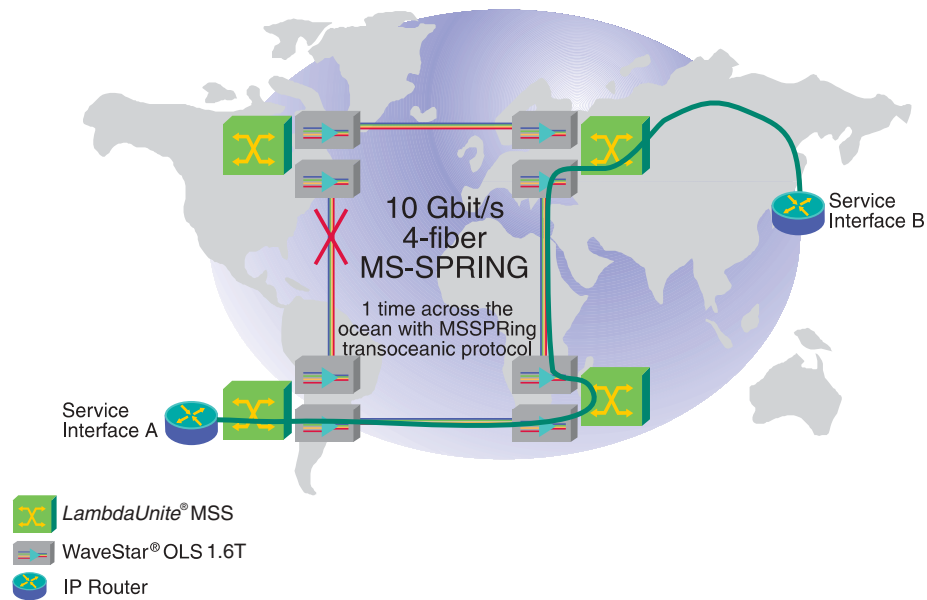 10 Gbit/s
4-fiber
MS-SPRING
1 time across the
ocean with MSSPRing
transoceanic protocol
Service
Interface B
Service
Interface A
LambdaUnite® MSS
WaveStar® OLS 1.6T
IP Router